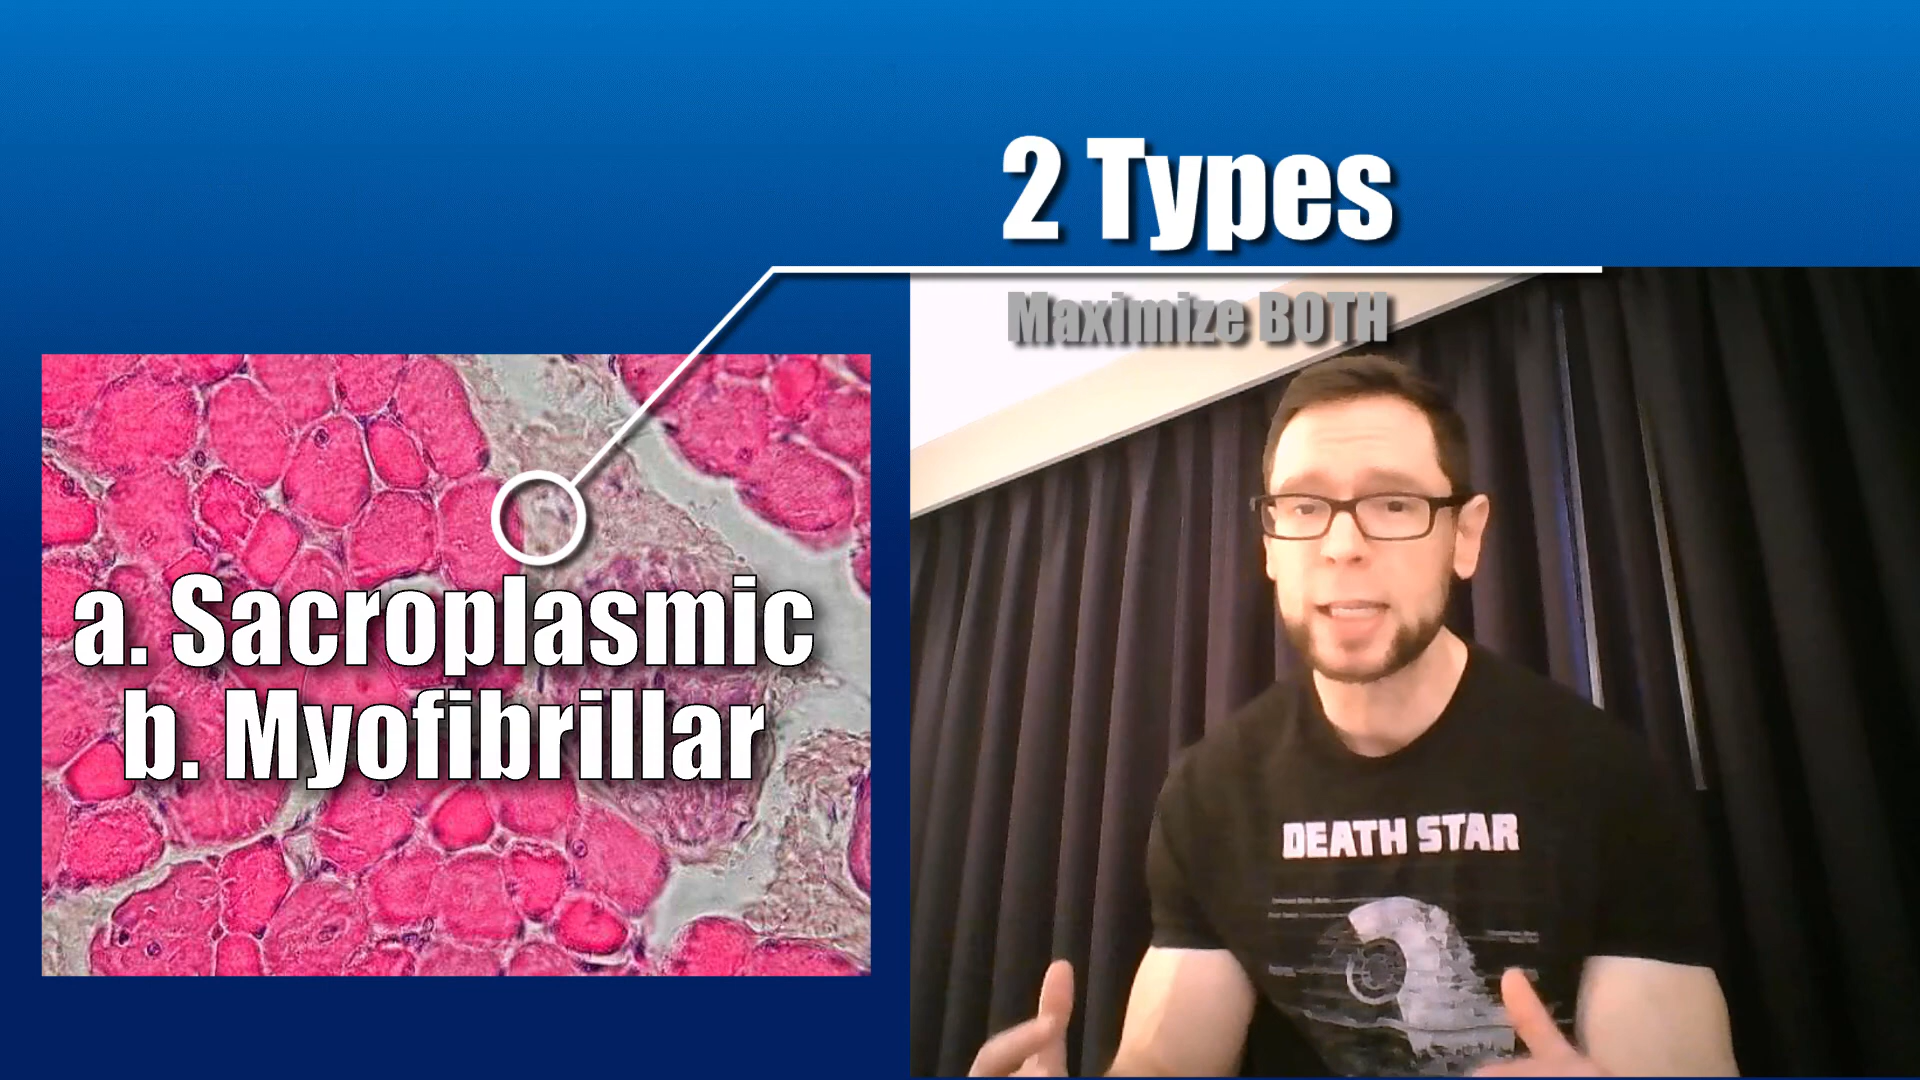 2 Types
Maximize BOTH
a. Sacroplasmic
b. Myofibrillar
DEATH STAR